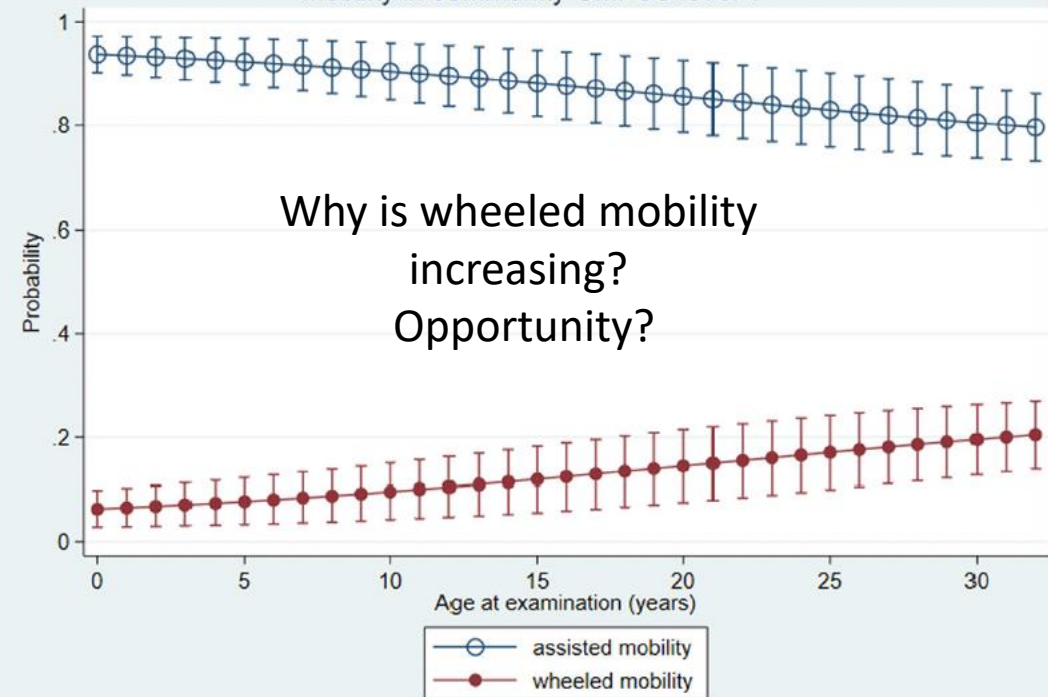 1
.8
.6
.4
.2
0
Probability
Why is wheeled mobility
increasing?
Opportunity?
0 5 10 15 20 25 30
Age at examination (years)
assisted mobility
wheeled mobility